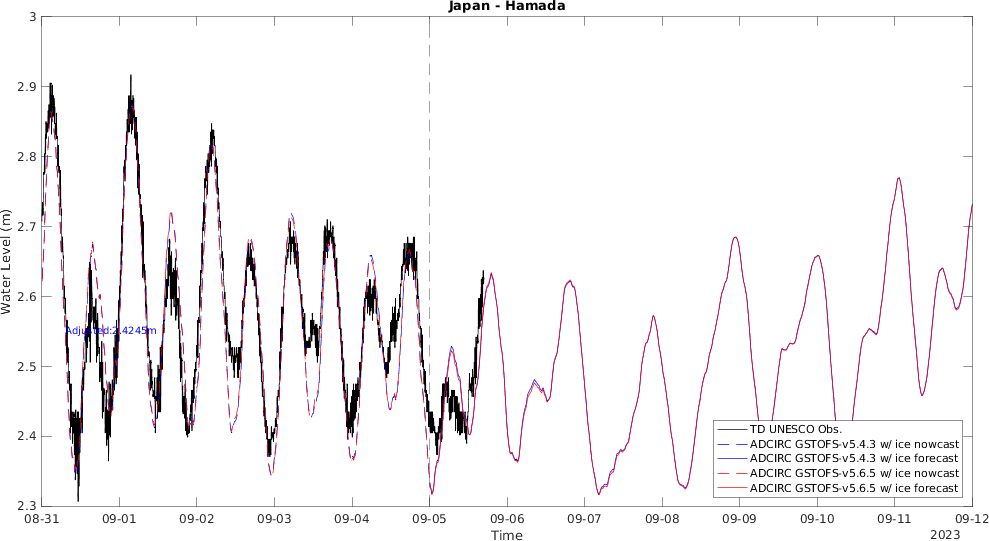 Japan - Hamada
3
2.9
2.8
2.7
2.6
2.5
2.4
2.3
Water Level (m)
Adjusted:2.4245m
TD UNESCO Obs.
ADCIRC GSTOFS-v5.4.3 w/ ice nowcast
ADCIRC GSTOFS-v5.4.3 w/ ice forecast
ADCIRC GSTOFS-v5.6.5 w/ ice nowcast
ADCIRC GSTOFS-v5.6.5 w/ ice forecast
08-31 09-01 09-02 09-03 09-04 09-05 09-06 09-07 09-08 09-09 09-10 09-11 09-12
Time
2023